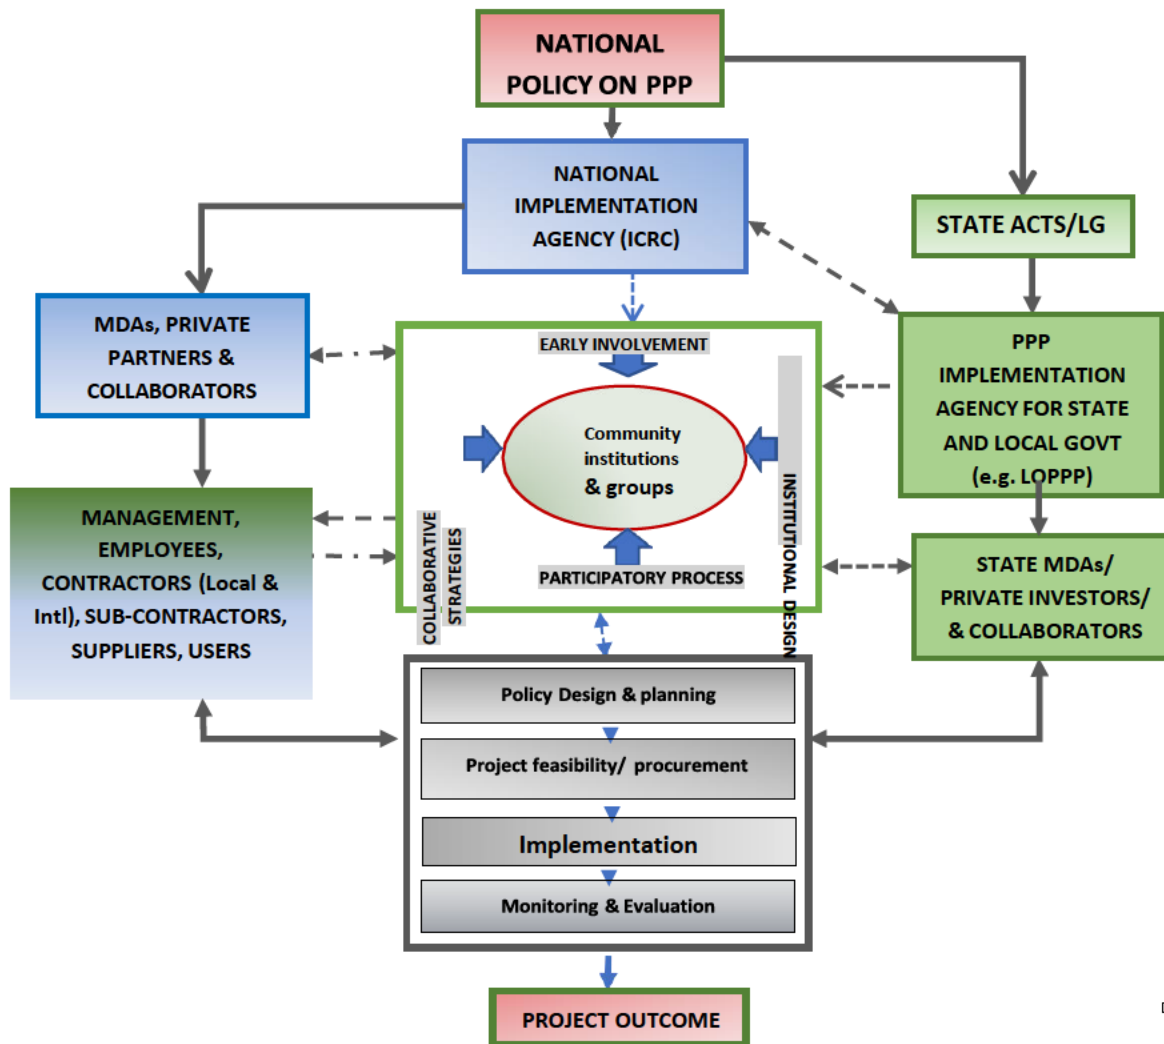 NATIONAL
POLICY ON PPP
NATIONAL
IMPLEMENTATION
AGENCY (ICRC)
STATE ACTS/LG
MDAs, PRIVATE
PARTNERS &
COLLABORATORS
EARLY INVOLVEMENT
Community
institutions
& groups
COLLABORATIVE
STRATEGIES
PARTICIPATORY PROCESS
INSTITUTIONAL DESIGN
PPP
IMPLEMENTATION
AGENCY FOR STATE
AND LOCAL GOVT
(e.g. LOPPP)
MANAGEMENT,
EMPLOYEES,
CONTRACTORS (Local &
Intl), SUB-CONTRACTORS,
SUPPLIERS, USERS
STATE MDAs/
PRIVATE INVESTORS/
& COLLABORATORS
Policy Design & planning
Project feasibility/ procurement
Implementation
Monitoring & Evaluation
PROJECT OUTCOME